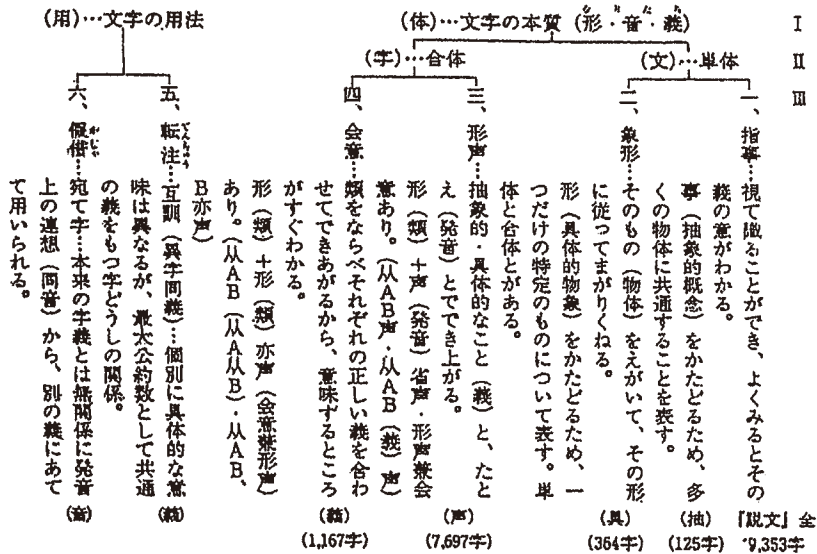 I
(体)…文字の本質(形・音・義)
(用)…文字の用法
II
(文)…単体
(字)…合体
III
一、指事…視て識ることができ、よくみるとその
義の意がわかる。
事(抽象的概念)をかたどるため、多
くの物体に共通することを表す。
二、象形…そのもの(物体)をえがいて、その形
に従ってまがりくねる。
形(具体的物象)をかたどるため、一
つだけの特定のものについて表す。単
体と合体とがある。
三、形声…抽象的・具体的なこと(義)と、たと
え(発音)とでき上がる。
形(類)+声(発音)省声・形声兼会
意あり。(从AB声・从AB(義)声)
四、会意…類をならべそれぞれの正しい義を合わ
せてできあがるから、意味するところ
がすぐわかる。
形(類)+形(類)亦声(会意兼形声)
あり。(从AB(从A从B)・从AB、
B亦声)
五、転注…互訓(異字同義)…個別に具体的な意
味は異なるが、最大公約数として共通
の義をもつ字どうしの関係。
六、仮借…宛て字…本来の字義とは無関係に発音
上の連想(同音)から、別の義にあて
て用いられる。
『説文』全
9,353字
(抽)
(125字)
(具)
(364字)
(声)
(7,697字)
(義)
(1,167字)
(義)
(音)